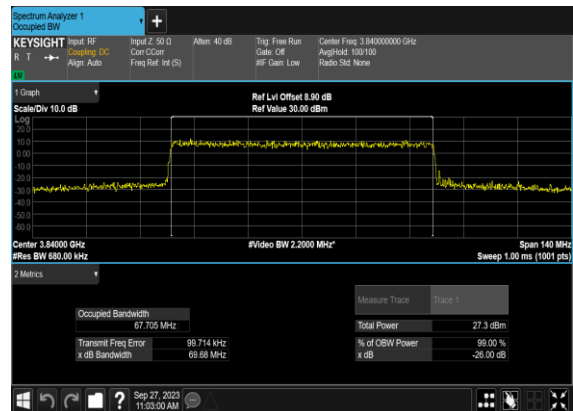 Spectrum Analyzer 1
Occupied BW
+
KEYSIGHT Input: RF Input Z: 50 Ω Atten: 40 dB Trig: Free Run Center Freq: 3.840000000 GHz
R T Coupling: DC Corr CCorr Gate: Off Avg|Hold: 100/100
Align: Auto Freq Ref: Int (S) #IF Gain: Low Radio Std: None
LW
1 Graph
Ref Lvl Offset 8.90 dB
Scale/Div 10.0 dB Ref Value 30.00 dBm
Log
20.0
10.0
0.00
-10.0
-20.0
-30.0
-40.0
-50.0
-60.0
Center 3.84000 GHz #Video BW 2.2000 MHz* Span 140 MHz
#Res BW 680.00 kHz Sweep 1.00 ms (1001 pts)
2 Metrics
Measure Trace Trace 1
Occupied Bandwidth
67.705 MHz Total Power 27.3 dBm
Transmit Freq Error 99.714 kHz % of OBW Power 99.00 %
x dB Bandwidth 69.68 MHz x dB -26.00 dB
? Sep 27, 2023
11:03:00 AM